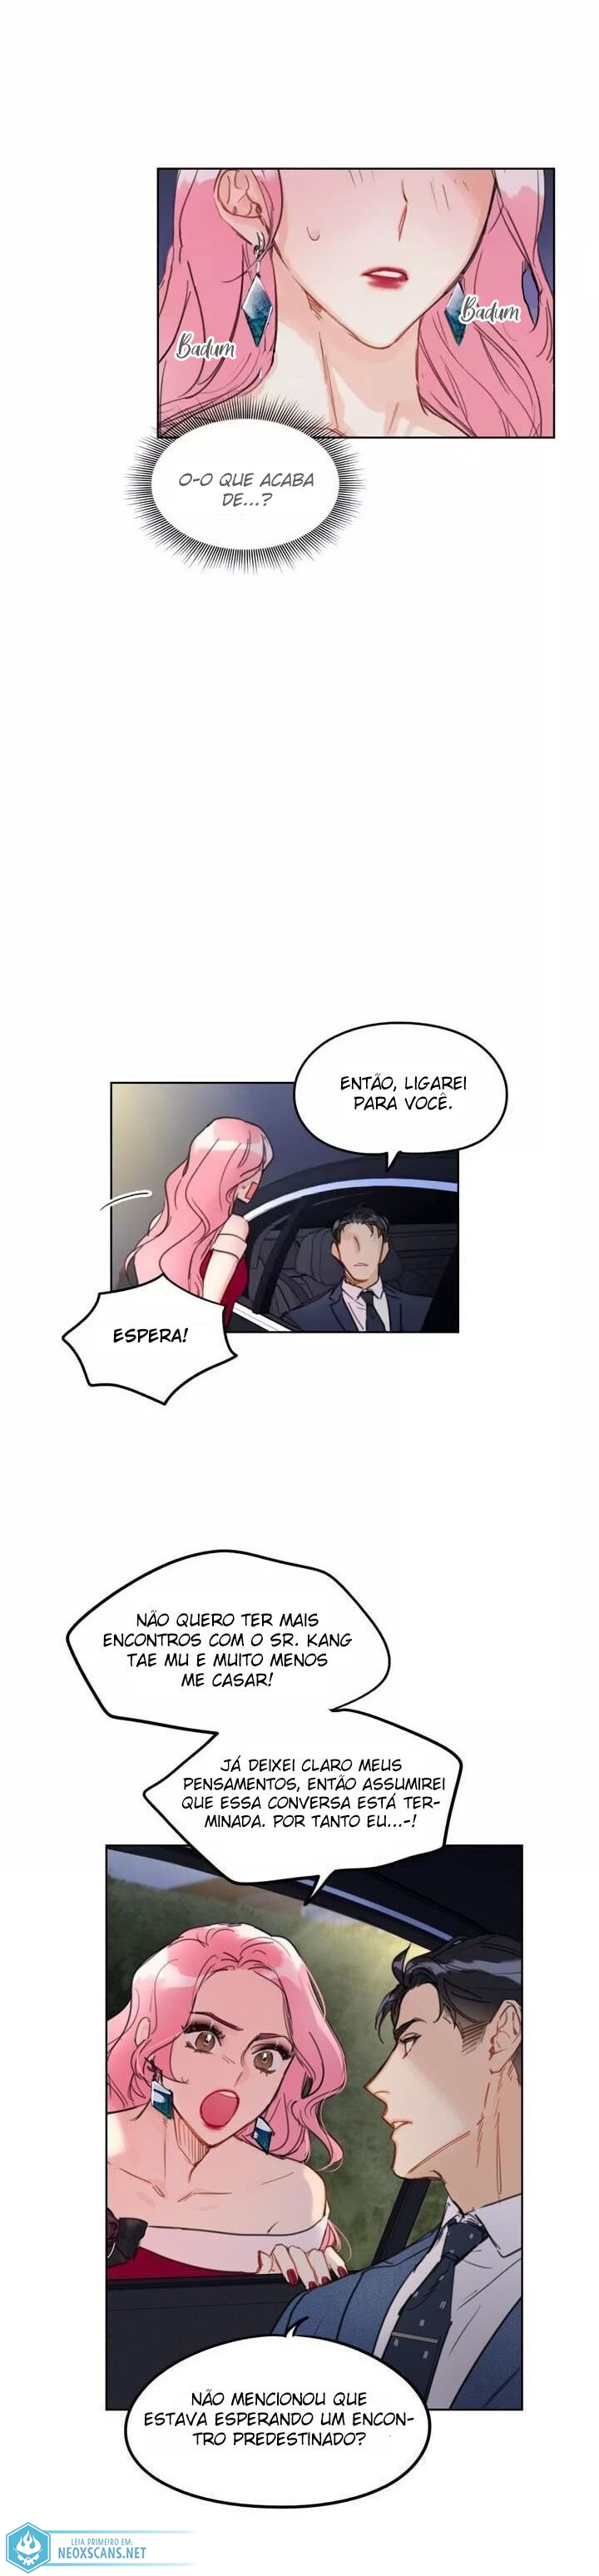 Badum
Badum
O-O QUE ACABA
DE...?
ENTÃO, LIGAREI
PARA VOCÊ.
ESPERA!
NÃO QUERO TER MAIS
ENCONTROS COM O SR. KANG
TAE MU E MUITO MENOS
ME CASAR!
JÁ DEIXEI CLARO MEUS
PENSAMENTOS, ENTÃO ASSUMIREI
QUE ESSA CONVERSA ESTÁ TER-
MINADA. POR TANTO EU...-!
NÃO MENCIONOU QUE
ESTAVA ESPERANDO UM ENCON-
TRO PREDESTINADO?
LEIA PRIMEIRO EM:
NEOXSCANS.NET